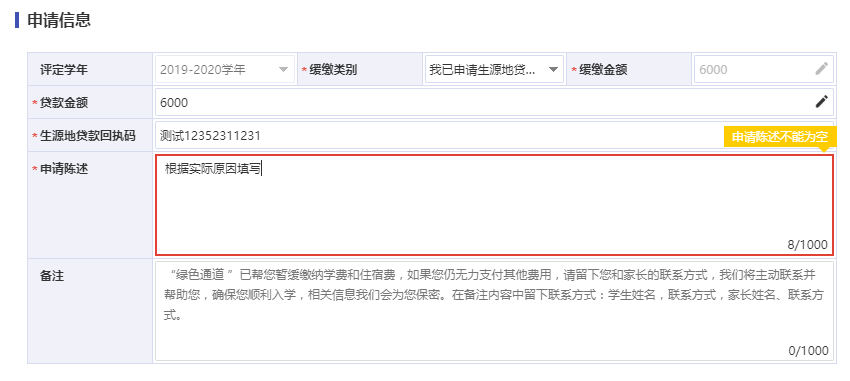 申请信息
评定学年 2019-2020学年 *缓缴类别 我已申请生源地贷... *缓缴金额 6000
*贷款金额 6000
*生源地贷款回执码 测试12352311231
申请陈述不能为空
*申请陈述 根据实际原因填写
8/1000
备注 “绿色通道 ”已帮您暂缓缴纳学费和住宿费，如果您仍无力支付其他费用，请留下您和家长的联系方式，我们将主动联系并
帮助您，确保您顺利入学，相关信息我们会为您保密。在备注内容中留下联系方式：学生姓名，联系方式，家长姓名、联系方
式。
0/1000